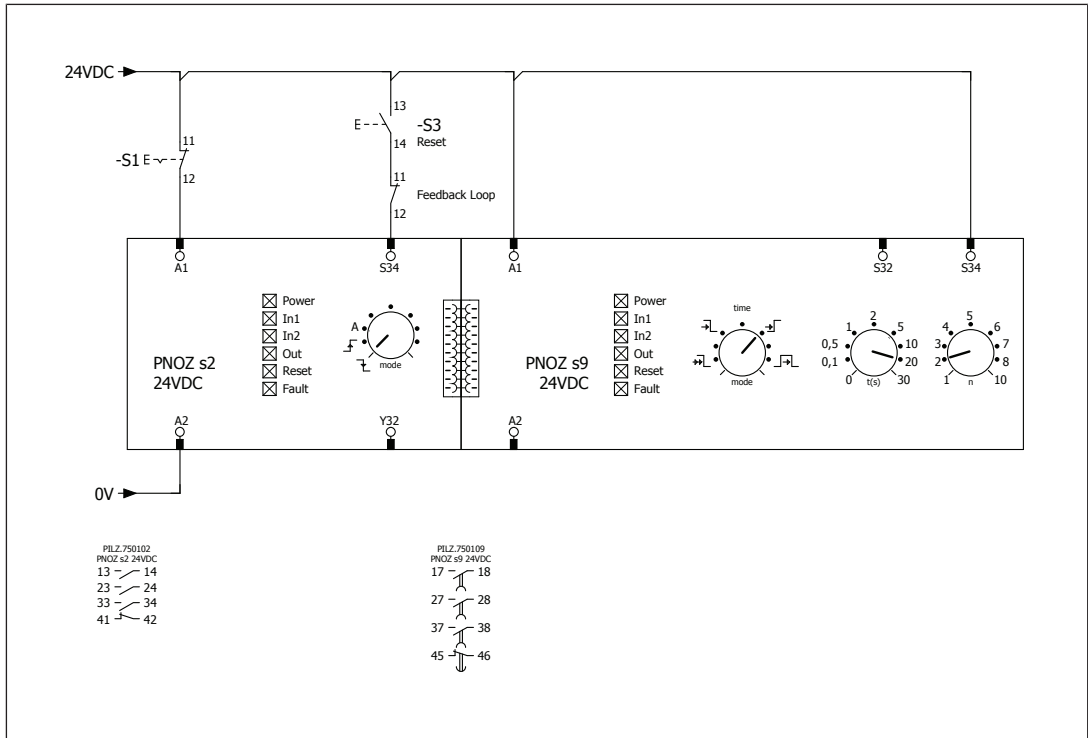 24VDC
13
E
-S3
14
Reset
11
-S1 E
12
11
Feedback Loop
12
A1
S34
A1
S32
S34
Power
In1
In2
Out
Reset
Fault
A
mode
PNOZ s2
24VDC
Power
In1
In2
Out
Reset
Fault
PNOZ s9
24VDC
time
mode
0
0,1
0,5
1
2
5
10
20
30
t(s)
1
2
3
4
5
6
7
8
10
n
A2
Y32
A2
0V
PILZ.750102
PNOZ s2 24VDC
13 14
23 24
33 34
41 42
PILZ.750109
PNOZ s9 24VDC
17 18
27 28
37 38
45 46